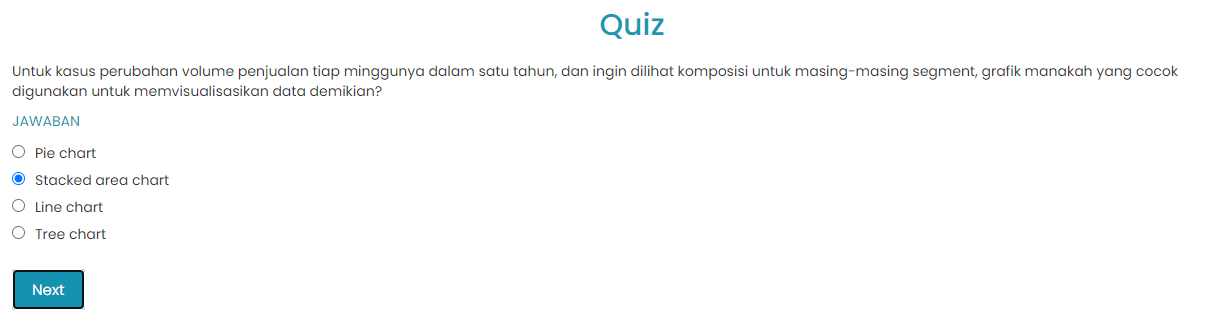 Quiz
Untuk kasus perubahan volume penjualan tiap minggunya dalam satu tahun, dan ingin dilihat komposisi untuk masing-masing segment, grafik manakah yang cocok
digunakan untuk memvisualisasikan data demikian?
JAWABAN
Pie chart
Stacked area chart
Line chart
Tree chart
Next